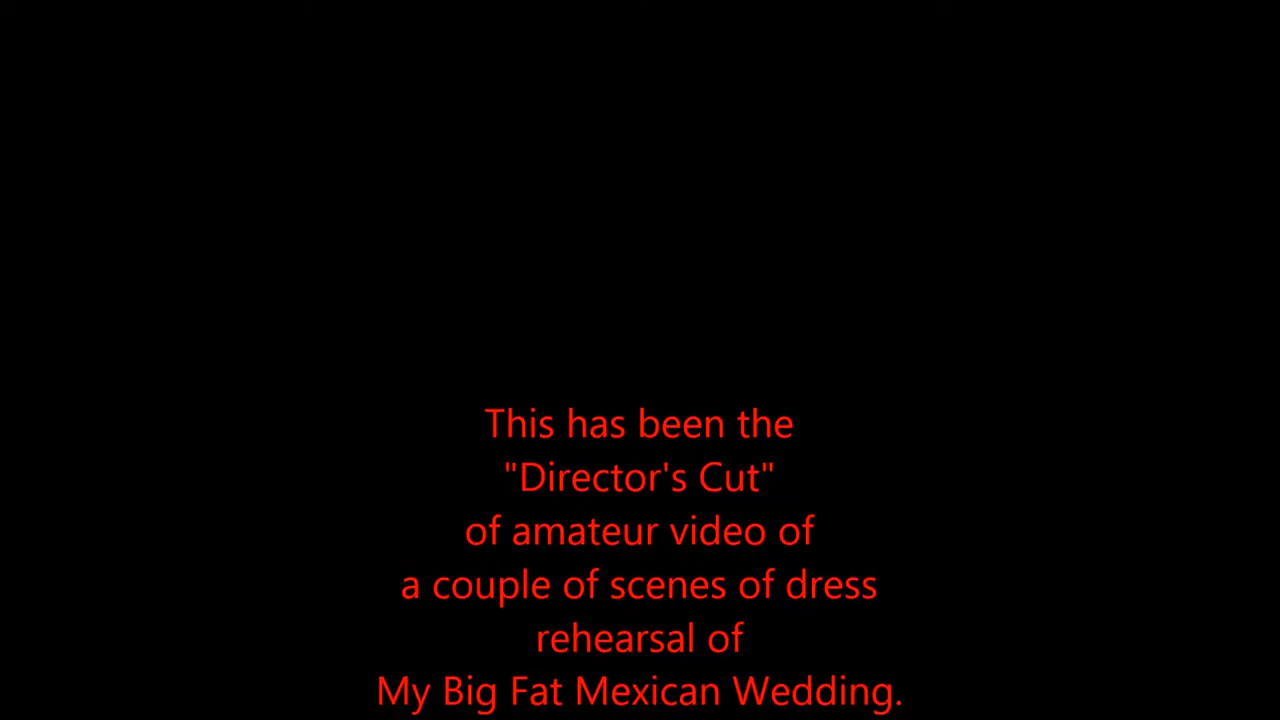 This has been the
"Director's Cut"
of amateur video of
a couple of scenes of dress
rehearsal of
My Big Fat Mexican Wedding.